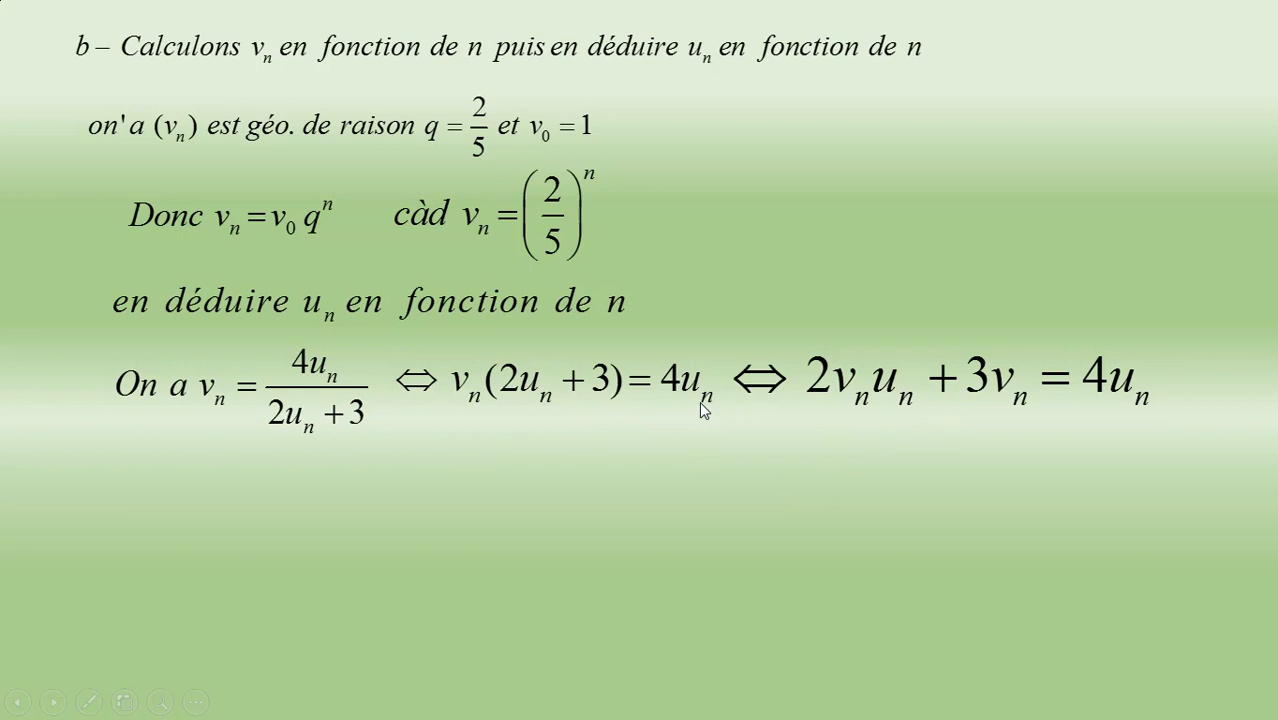 b – Calculons vₙ en fonction de n puis en déduire uₙ en fonction de n
on'a (vₙ) est géo. de raison q = 2/5 et v₀ = 1
Donc vₙ = v₀ qⁿ càd vₙ = (2/5)ⁿ
en déduire uₙ en fonction de n
On a vₙ = 4uₙ/(2uₙ + 3) ⇔ vₙ(2uₙ + 3) = 4uₙ ⇔ 2vₙuₙ + 3vₙ = 4uₙ